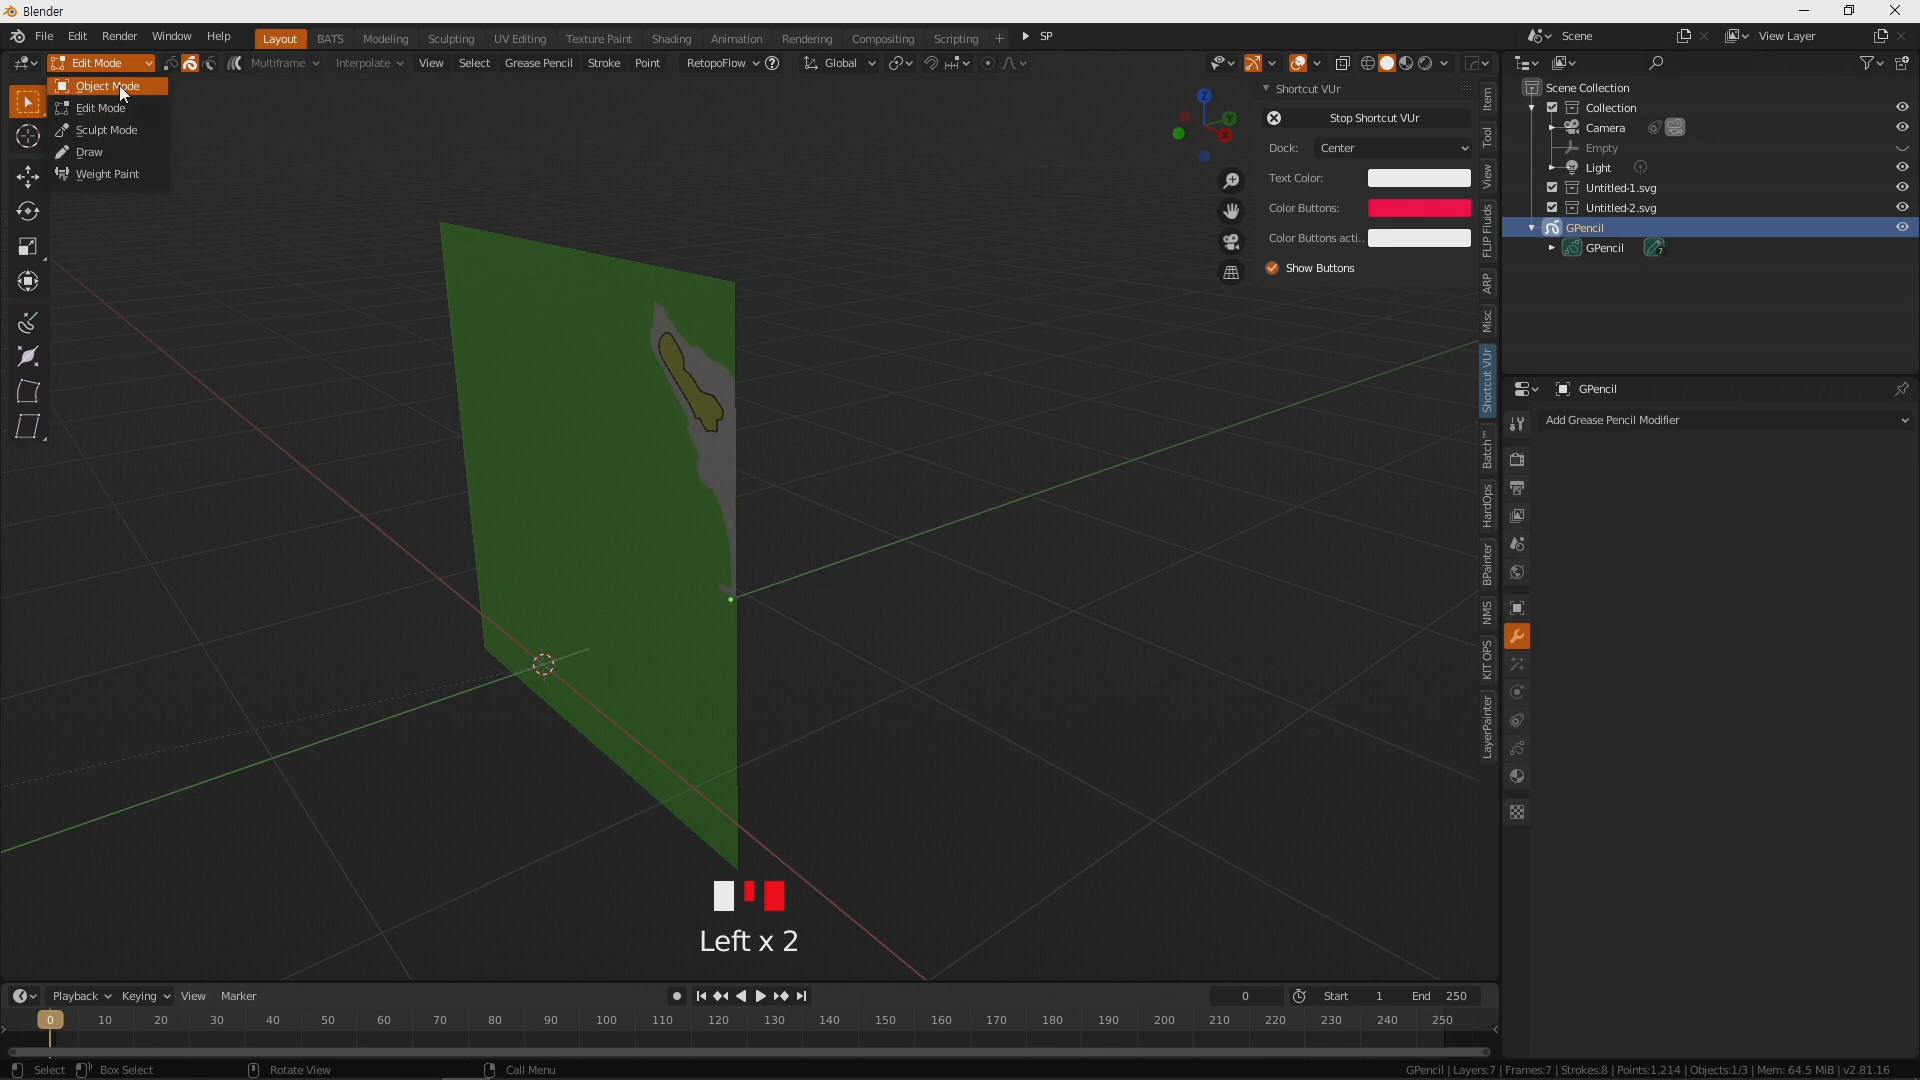 Blender
File Edit Render Window Help
Layout BATS Modeling Sculpting UV Editing Texture Paint Shading Animation Rendering Compositing Scripting + SP
Scene
View Layer
Edit Mode
Multiframe Interpolate View Select Grease Pencil Stroke Point RetopoFlow Global
Object Mode
Edit Mode
Sculpt Mode
Draw
Weight Paint
X
Y
Z
Shortcut VUr
Stop Shortcut VUr
Dock: Center
Text Color:
Color Buttons:
Color Buttons acti..
Show Buttons
Item
Tool
View
FLIP Fluids
ARP
Misc
Shortcut VUr
Batch™
HardOps
BPainter
NMS
KIT OPS
LayerPainter
Scene Collection
Collection
Camera
Empty
Light
Untitled-1.svg
Untitled-2.svg
GPencil
GPencil 7
GPencil
Add Grease Pencil Modifier
Left x 2
Playback Keying View Marker
0 Start 1 End 250
0 10 20 30 40 50 60 70 80 90 100 110 120 130 140 150 160 170 180 190 200 210 220 230 240 250
Select Box Select Rotate View Call Menu
GPencil | Layers:7 | Frames:7 | Strokes:8 | Points:1,214 | Objects:1/3 | Mem: 64.5 MiB | v2.81.16